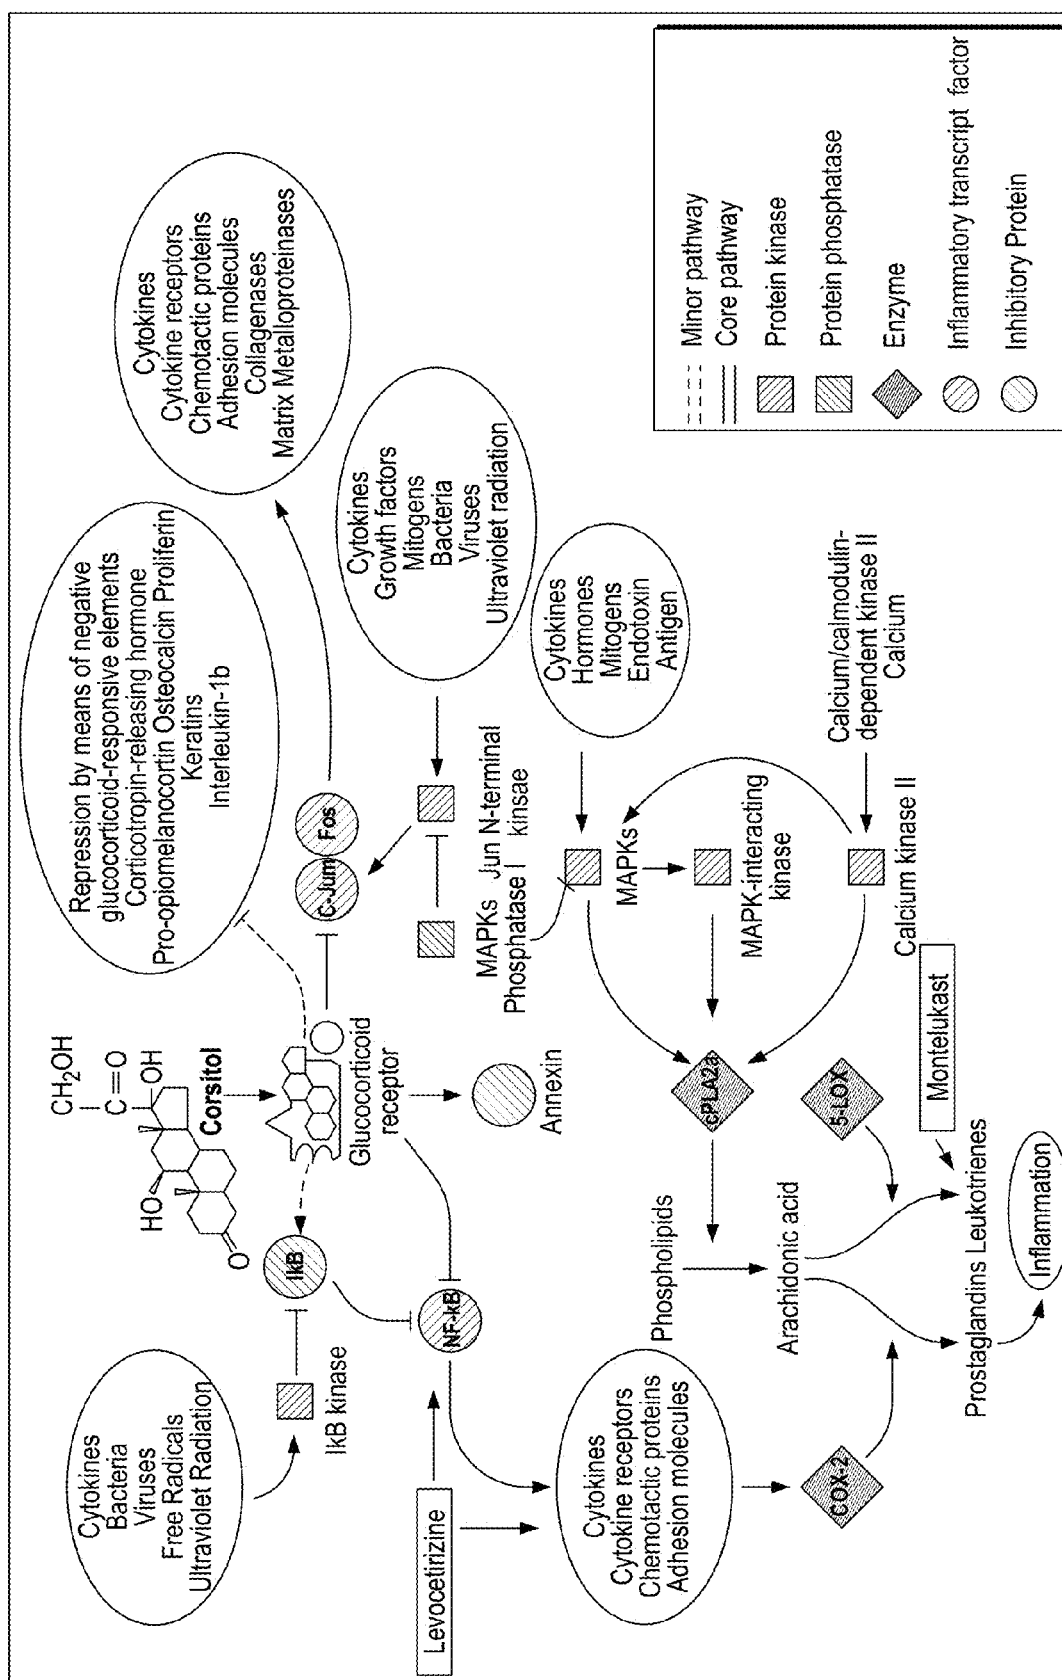 CH2OH
C=O
OH
HO
O
Corsitol
Cytokines
Bacteria
Viruses
Free Radicals
Ultraviolet Radiation
IkB kinase
IkB
Glucocorticoid
receptor
Repression by means of negative
glucocorticoid-responsive elements
Corticotropin-releasing hormone
Pro-opiomelanocortin Osteocalcin Proliferin
Keratins
Interleukin-1b
Cytokines
Cytokine receptors
Chemotactic proteins
Adhesion molecules
Collagenases
Matrix Metalloproteinases
C-Jum
Fos
Cytokines
Growth factors
Mitogens
Bacteria
Viruses
Ultraviolet radiation
Levocetirizine
NF-kB
Annexin
MAPKs Jun N-terminal
Phosphatase I kinsae
Cytokines
Hormones
Mitogens
Endotoxin
Antigen
MAPKs
MAPK-interacting
kinase
Calcium/calmodulin-
dependent kinase II
Calcium
Calcium kinase II
Cytokines
Cytokine receptors
Chemotactic proteins
Adhesion molecules
Phospholipids
cPLA2a
Arachidonic acid
COX-2
5-LOX
Montelukast
Prostaglandins Leukotrienes
Inflammation
Minor pathway
Core pathway
Protein kinase
Protein phosphatase
Enzyme
Inflammatory transcript factor
Inhibitory Protein